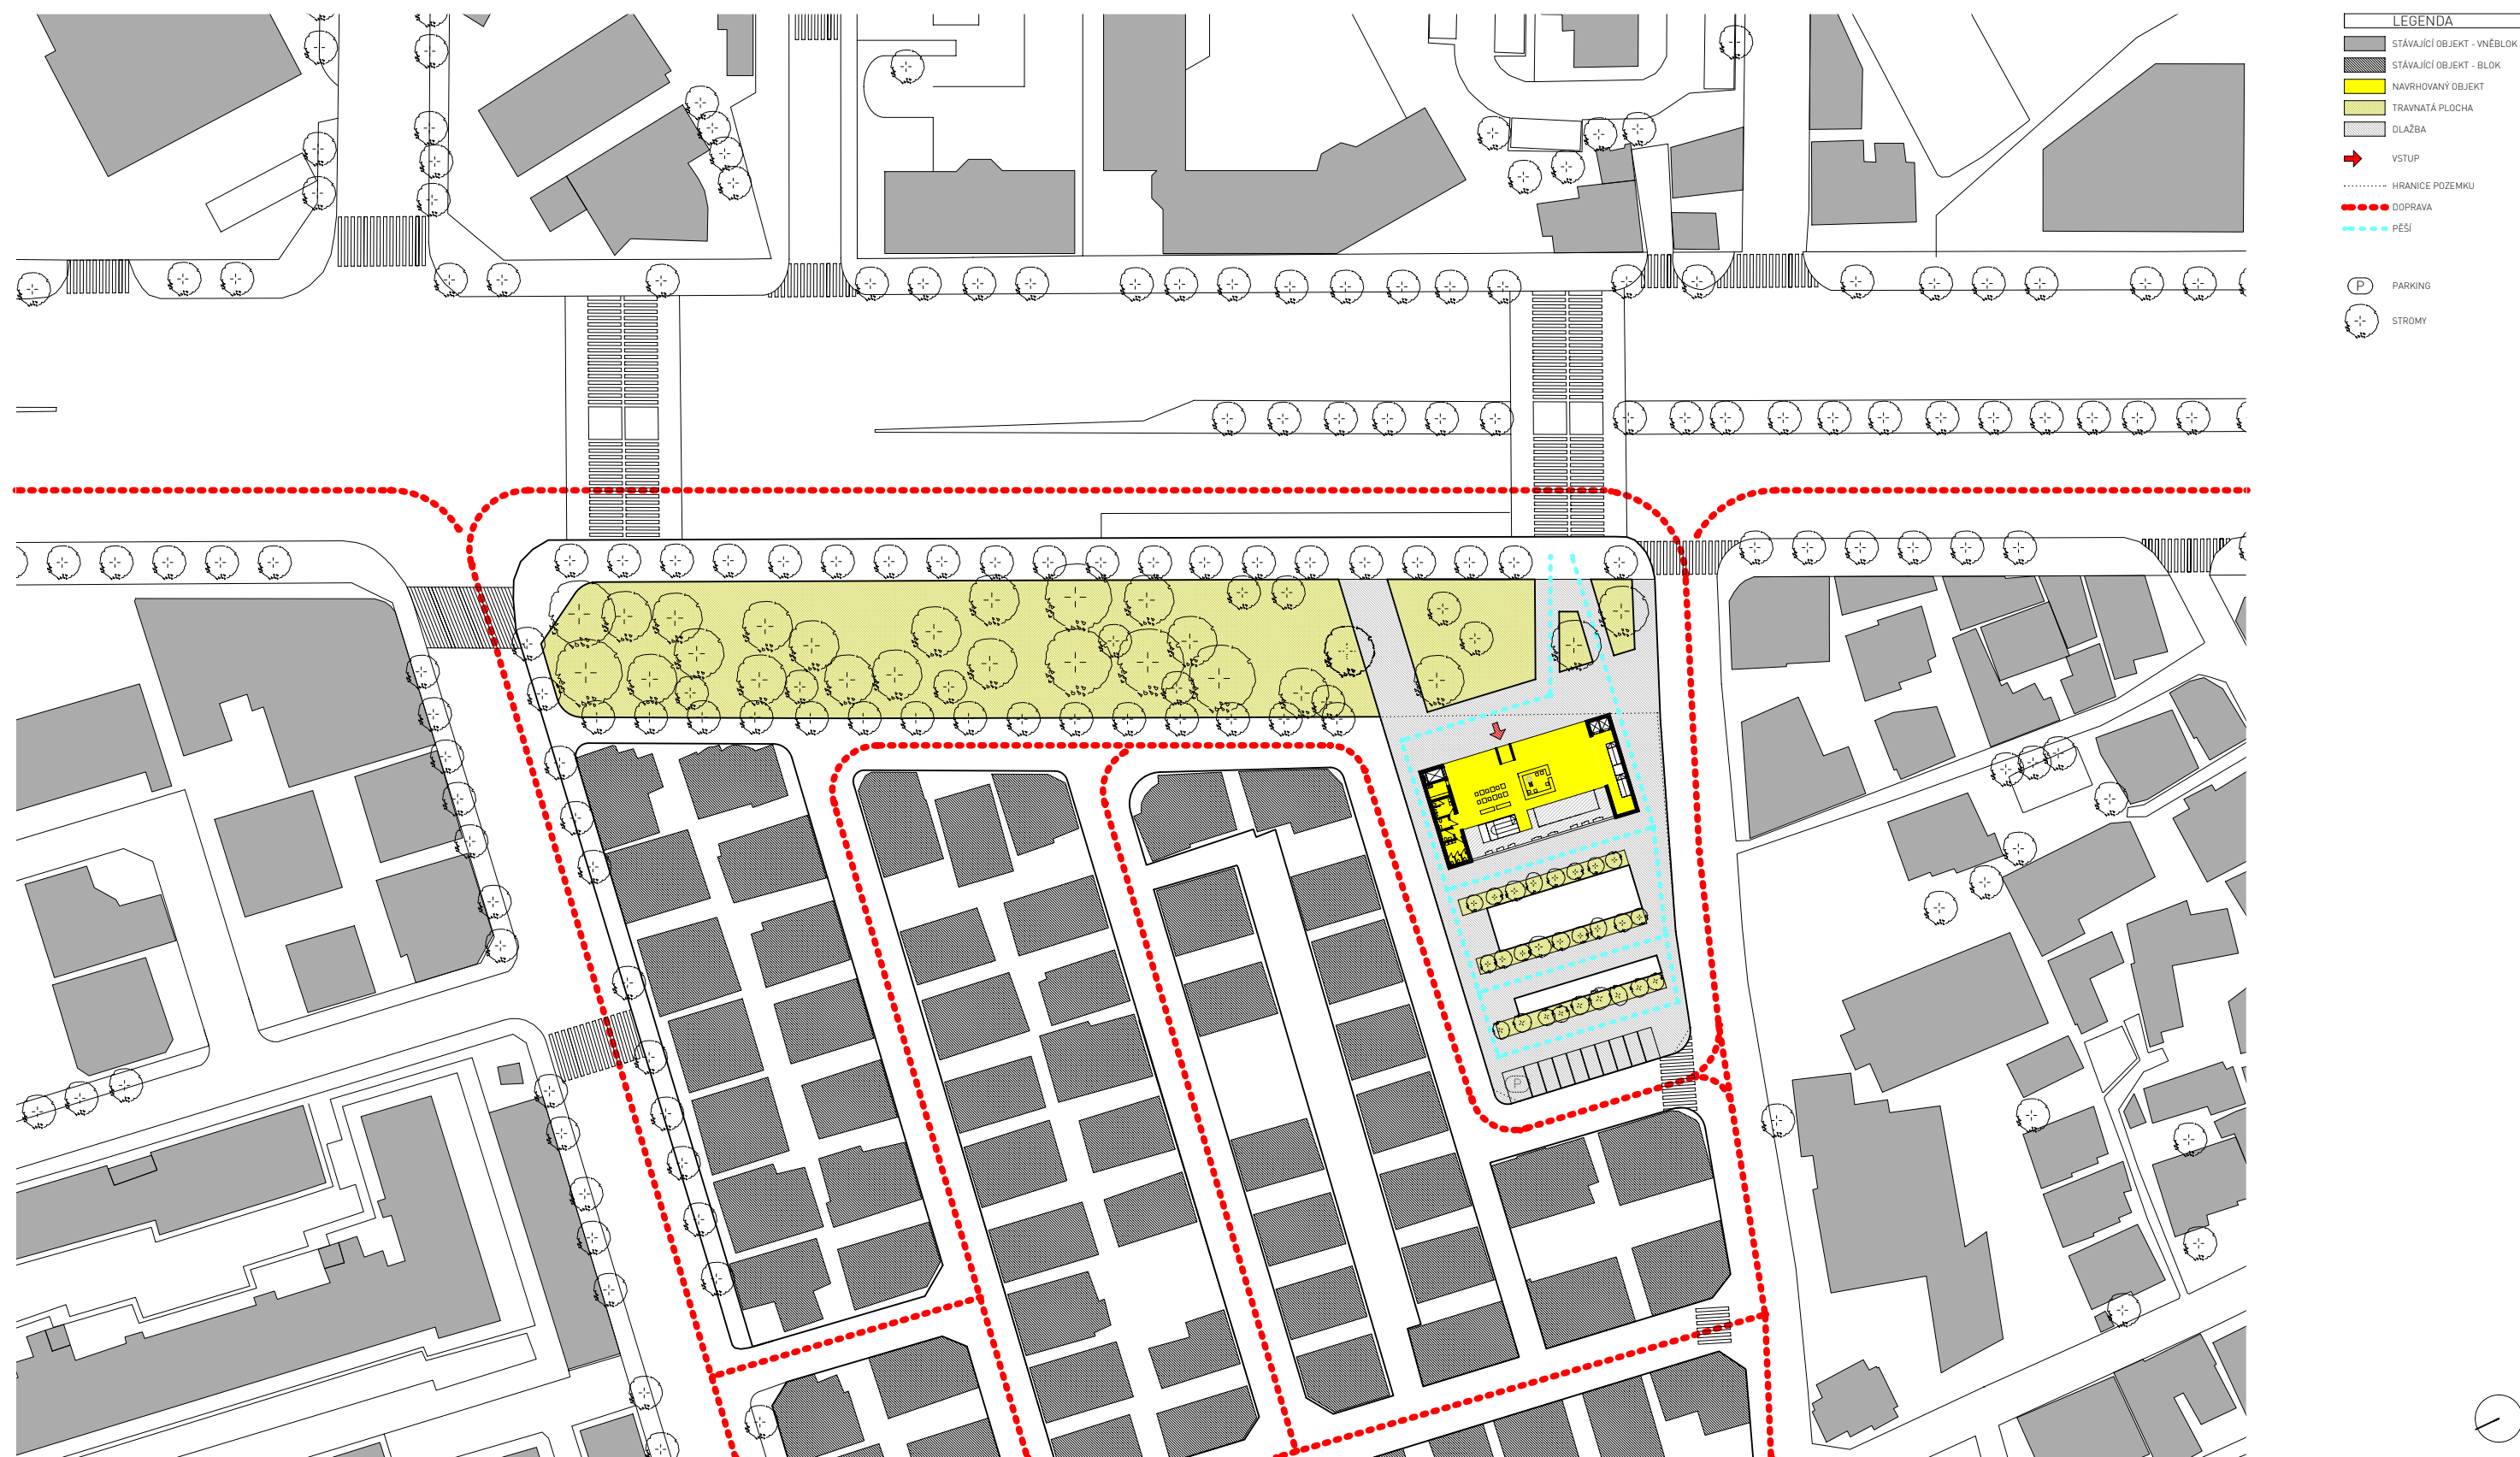 LEGENDA
STÁVAJÍCÍ OBJEKT - VNĚBLOK
STÁVAJÍCÍ OBJEKT - BLOK
NAVRHOVANÝ OBJEKT
TRAVNATÁ PLOCHA
DLAŽBA
VSTUP
HRANICE POZEMKU
DOPRAVA
PĚŠÍ
P PARKING
STROMY
P